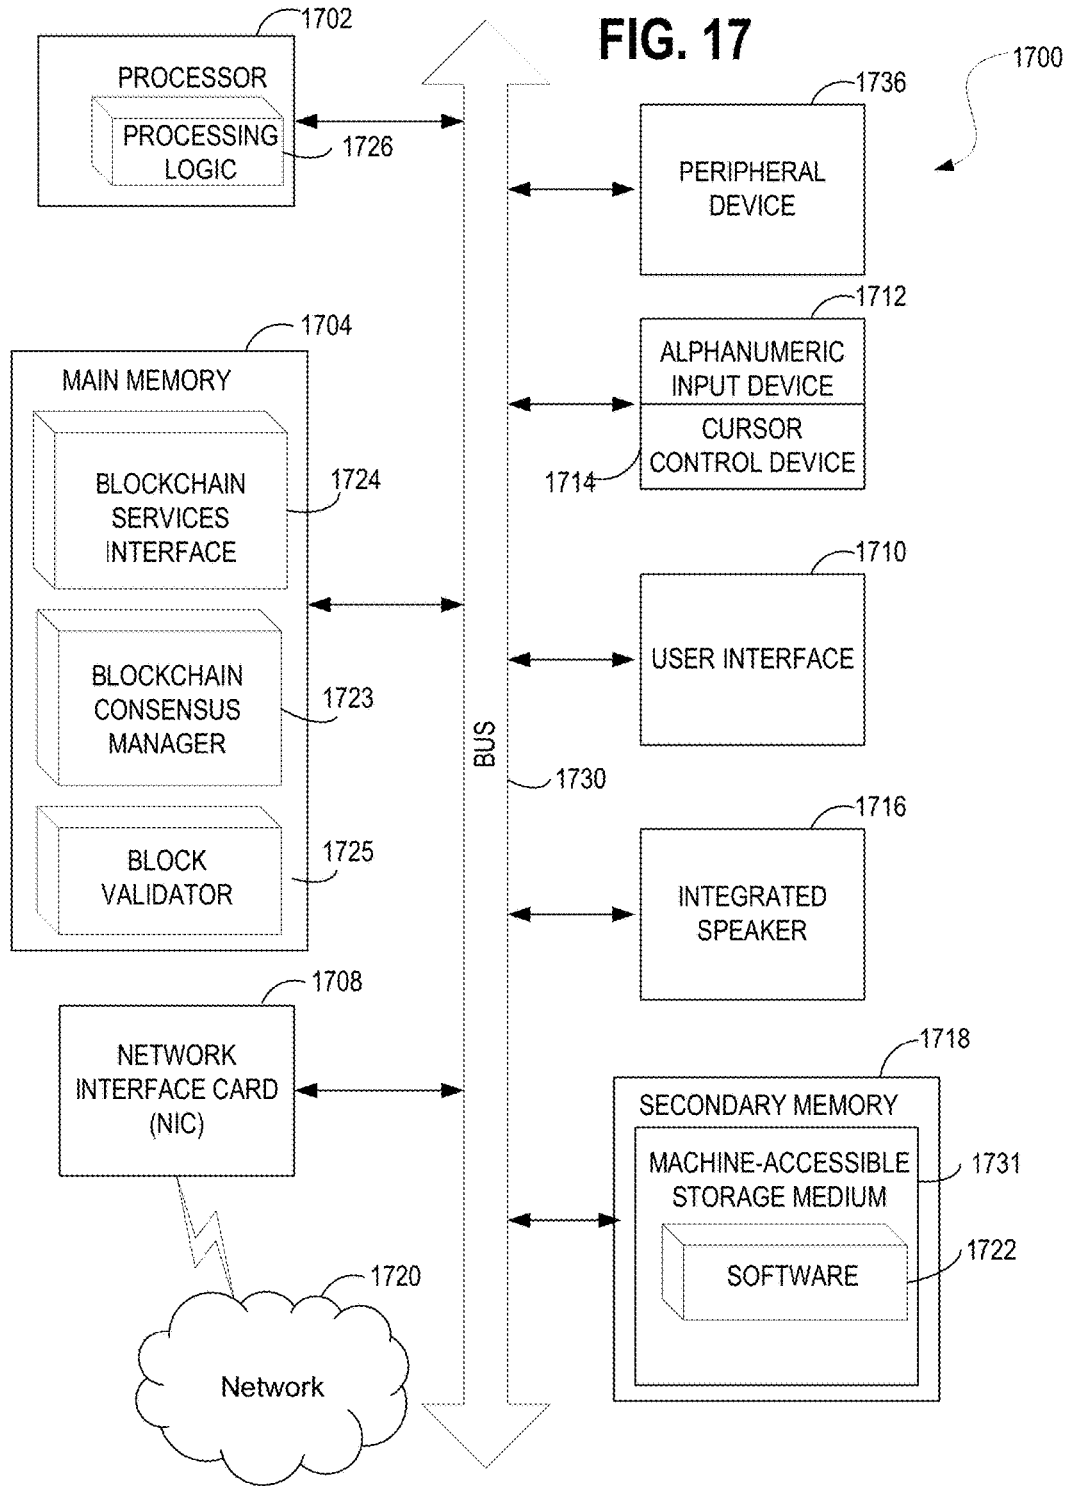 FIG. 17
1700
1702
PROCESSOR
PROCESSING
LOGIC
1726
1704
MAIN MEMORY
BLOCKCHAIN
SERVICES
INTERFACE
1724
BLOCKCHAIN
CONSENSUS
MANAGER
1723
BLOCK
VALIDATOR
1725
1708
NETWORK
INTERFACE CARD
(NIC)
1720
Network
BUS
1730
1736
PERIPHERAL
DEVICE
1712
ALPHANUMERIC
INPUT DEVICE
CURSOR
CONTROL DEVICE
1714
1710
USER INTERFACE
1716
INTEGRATED
SPEAKER
1718
SECONDARY MEMORY
MACHINE-ACCESSIBLE
STORAGE MEDIUM
1731
SOFTWARE
1722